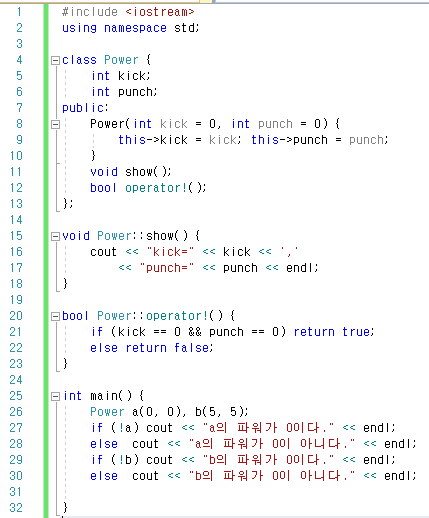 1 #include <iostream>
2 using namespace std;
3
4 class Power {
5 int kick;
6 int punch;
7 public:
8 Power(int kick = 0, int punch = 0) {
9 this->kick = kick; this->punch = punch;
10 }
11 void show();
12 bool operator!();
13 };
14
15 void Power::show() {
16 cout << "kick=" << kick << ','
17 << "punch=" << punch << endl;
18 }
19
20 bool Power::operator!() {
21 if (kick == 0 && punch == 0) return true;
22 else return false;
23 }
24
25 int main() {
26 Power a(0, 0), b(5, 5);
27 if (!a) cout << "a의 파워가 0이다." << endl;
28 else  cout << "a의 파워가 0이 아니다." << endl;
29 if (!b) cout << "b의 파워가 0이다." << endl;
30 else  cout << "b의 파워가 0이 아니다." << endl;
31
32 }